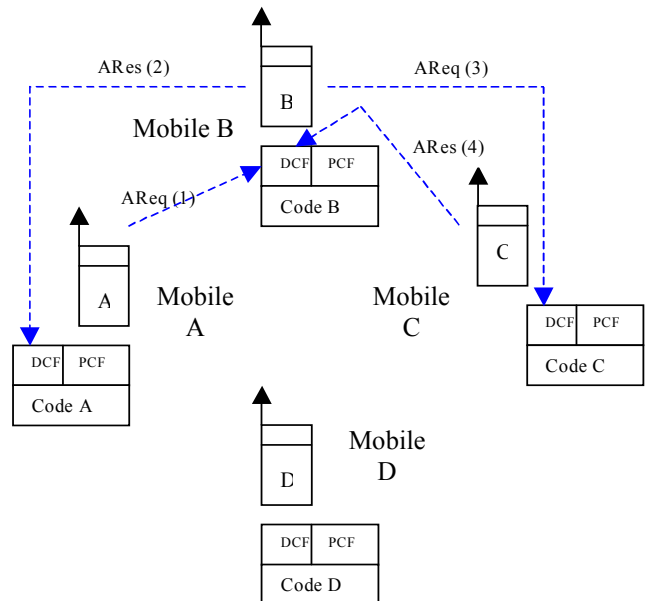 ARes (2)
AReq (3)
B
Mobile B
ARes (4)
DCF PCF
AReq (1)
Code B
C
A
Mobile
A
Mobile
C
DCF PCF
DCF PCF
Code C
Code A
Mobile
D
D
DCF PCF
Code D